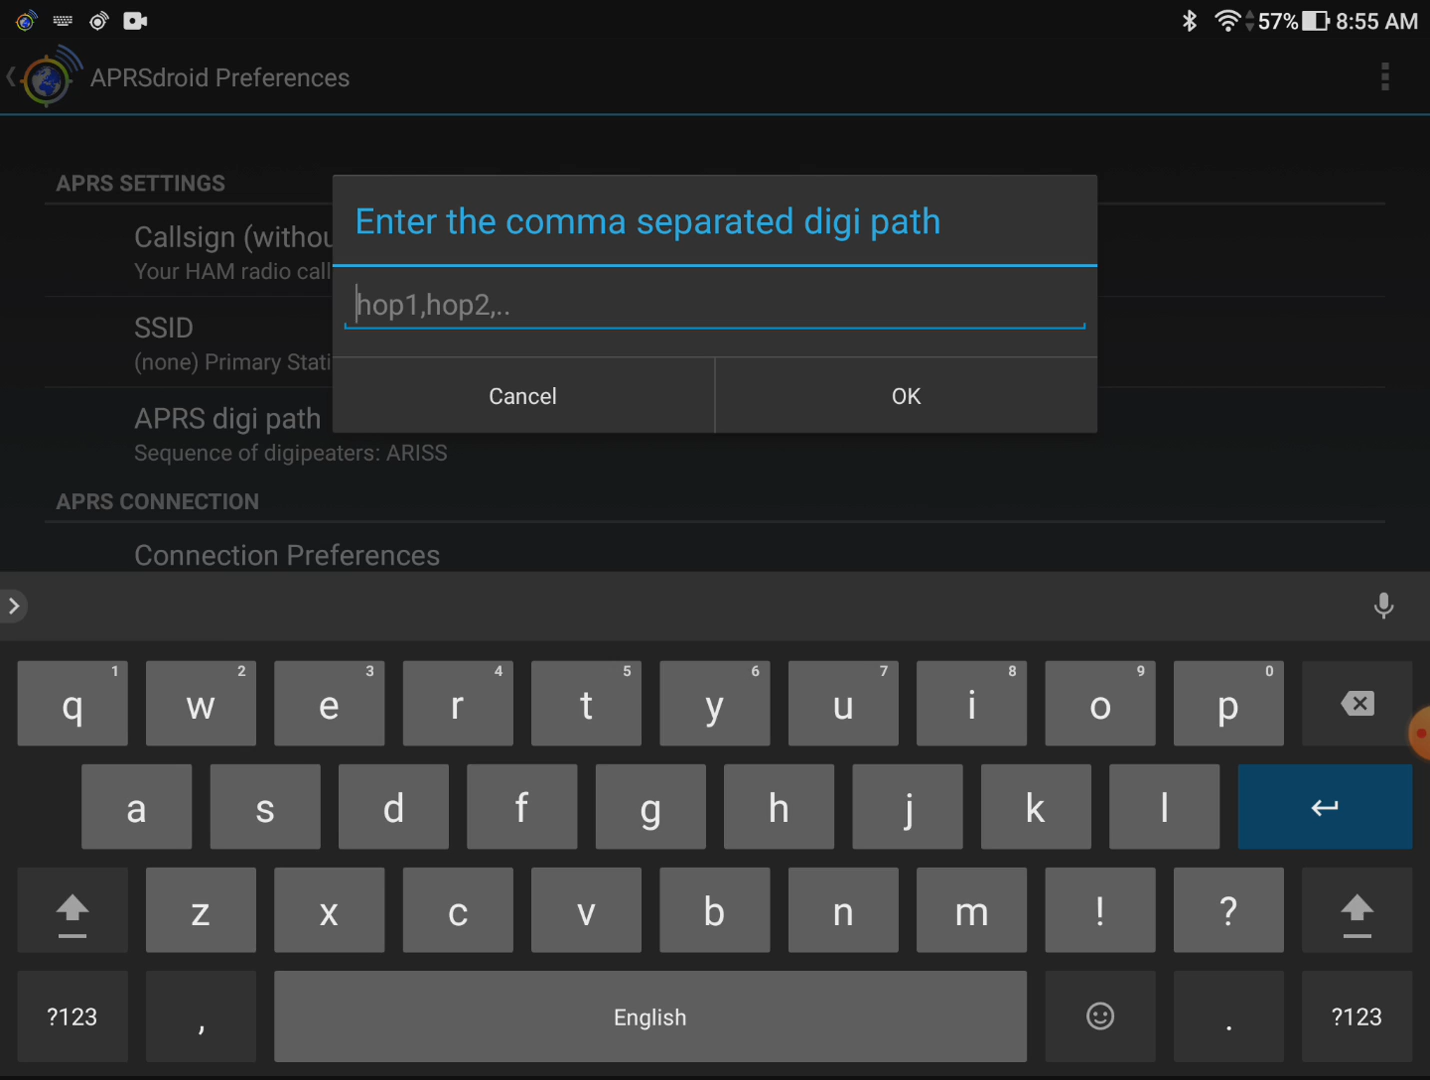 57% 8:55 AM
APRSdroid Preferences
APRS SETTINGS
Callsign (withou
Your HAM radio call
SSID
(none) Primary Stati
APRS digi path
Sequence of digipeaters: ARISS
APRS CONNECTION
Connection Preferences
Enter the comma separated digi path
hop1,hop2,..
Cancel OK
1 2 3 4 5 6 7 8 9 0
q w e r t y u i o p
a s d f g h j k l
z x c v b n m ! ?
?123 , English . ?123